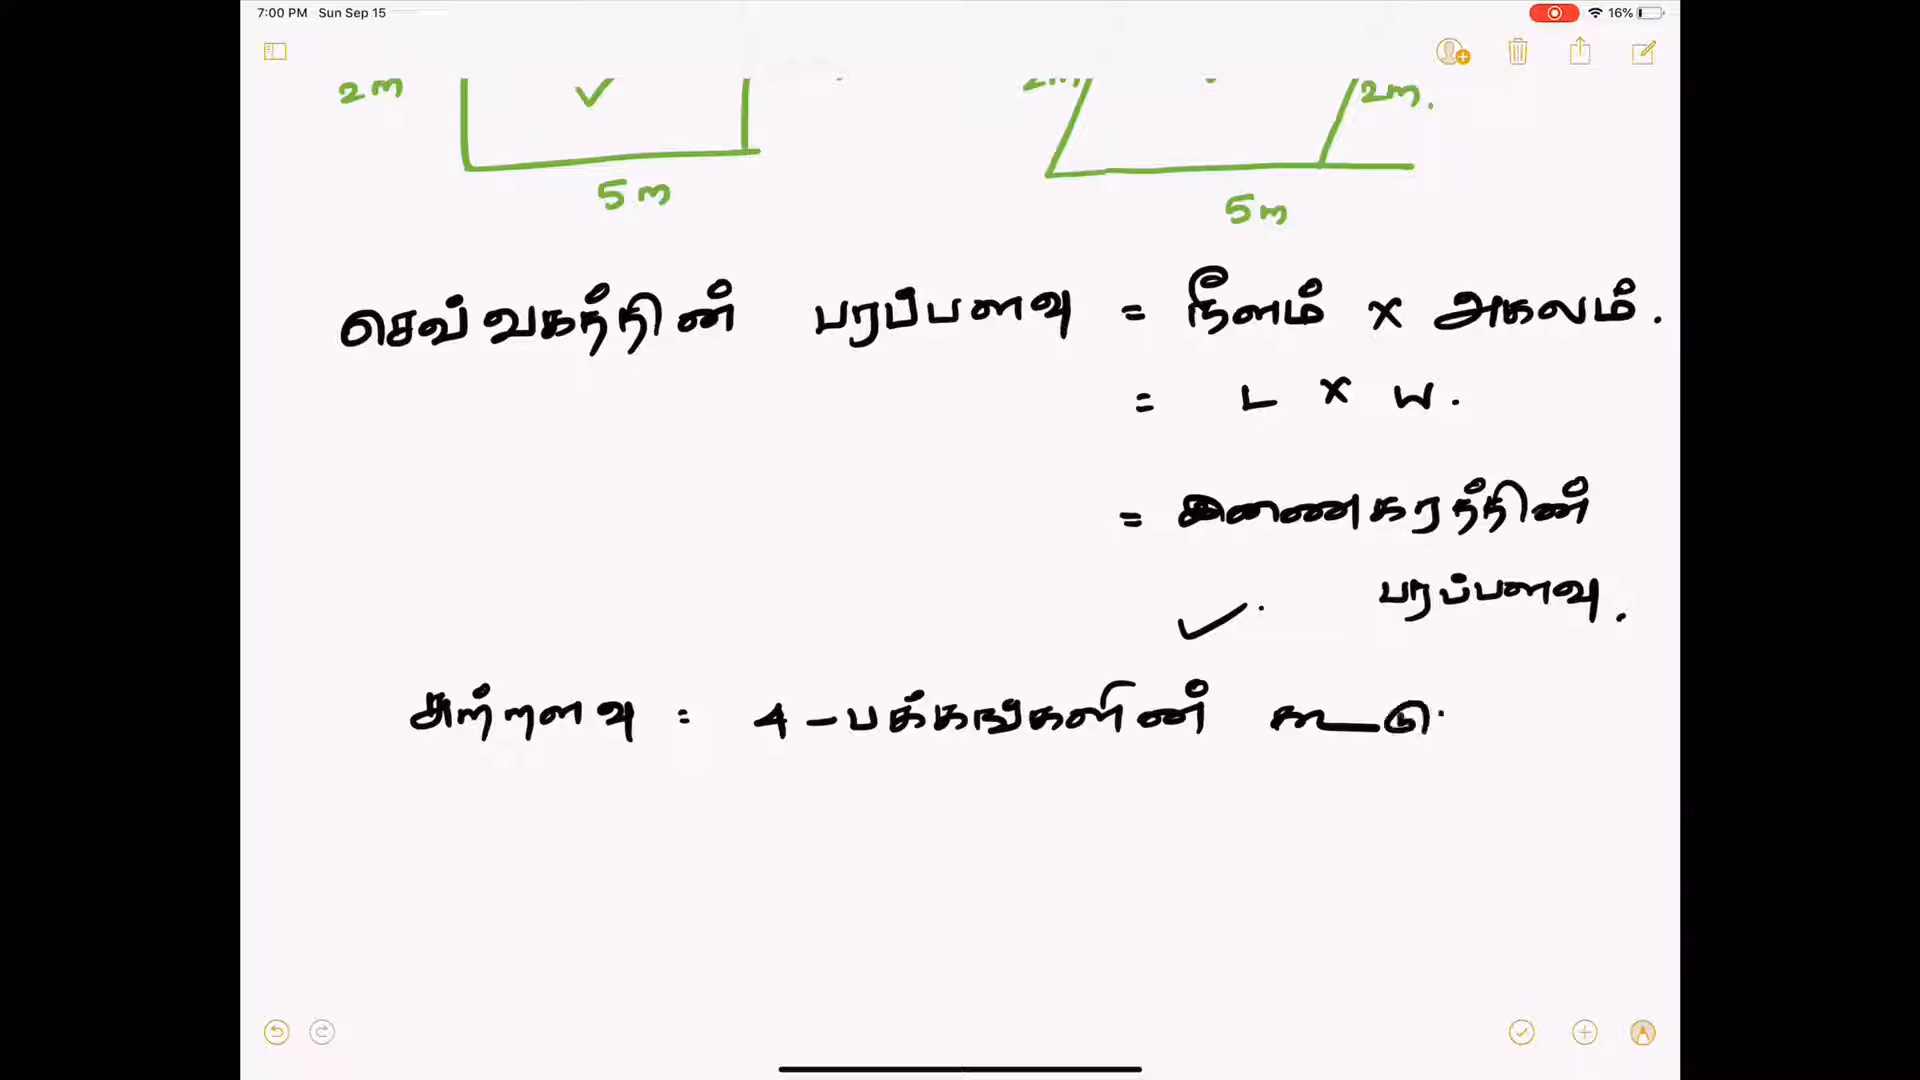 7:00 PM Sun Sep 15
16%
2m
2m
2m.
5m
5m
செவ்வகத்தின் பரப்பளவு = நீளம் x அகலம்.
= L x W.
= இணைகரத்தின்
பரப்பளவு.
சுற்றளவு : 4-பக்கங்களின்